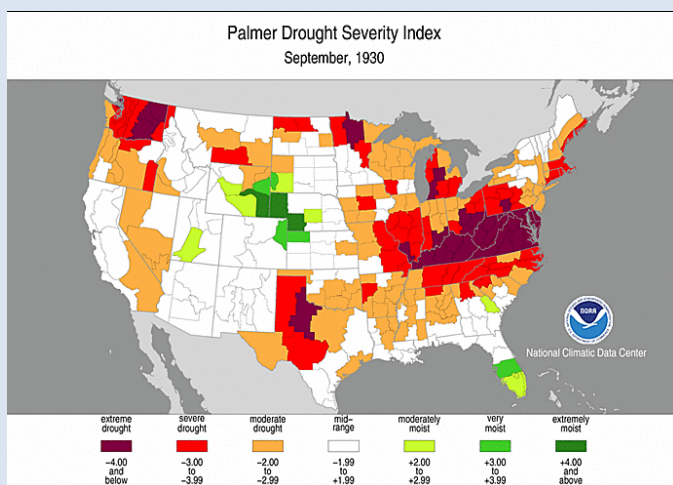 Palmer Drought Severity Index
September, 1930
NOAA
National Climatic Data Center
extreme drought
severe drought
moderate drought
mid-range
moderately moist
very moist
extremely moist
−4.00 and below
−3.00 to −3.99
−2.00 to −2.99
−1.99 to +1.99
+2.00 to +2.99
+3.00 to +3.99
+4.00 and above